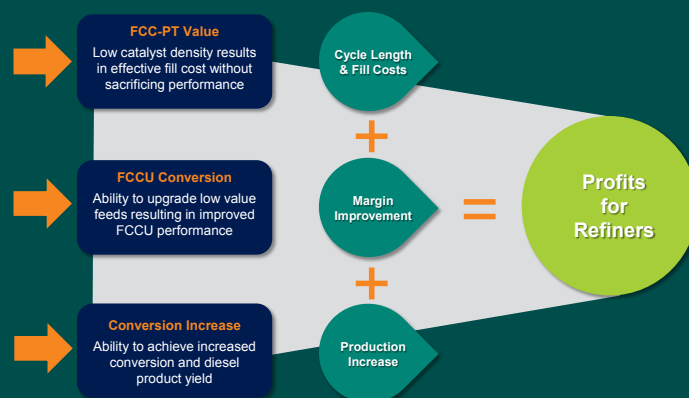 FCC-PT Value
Low catalyst density results
in effective fill cost without
sacrificing performance
Cycle Length
& Fill Costs
+
FCCU Conversion
Ability to upgrade low value
feeds resulting in improved
FCCU performance
Margin
Improvement
=
Profits
for
Refiners
+
Conversion Increase
Ability to achieve increased
conversion and diesel
product yield
Production
Increase